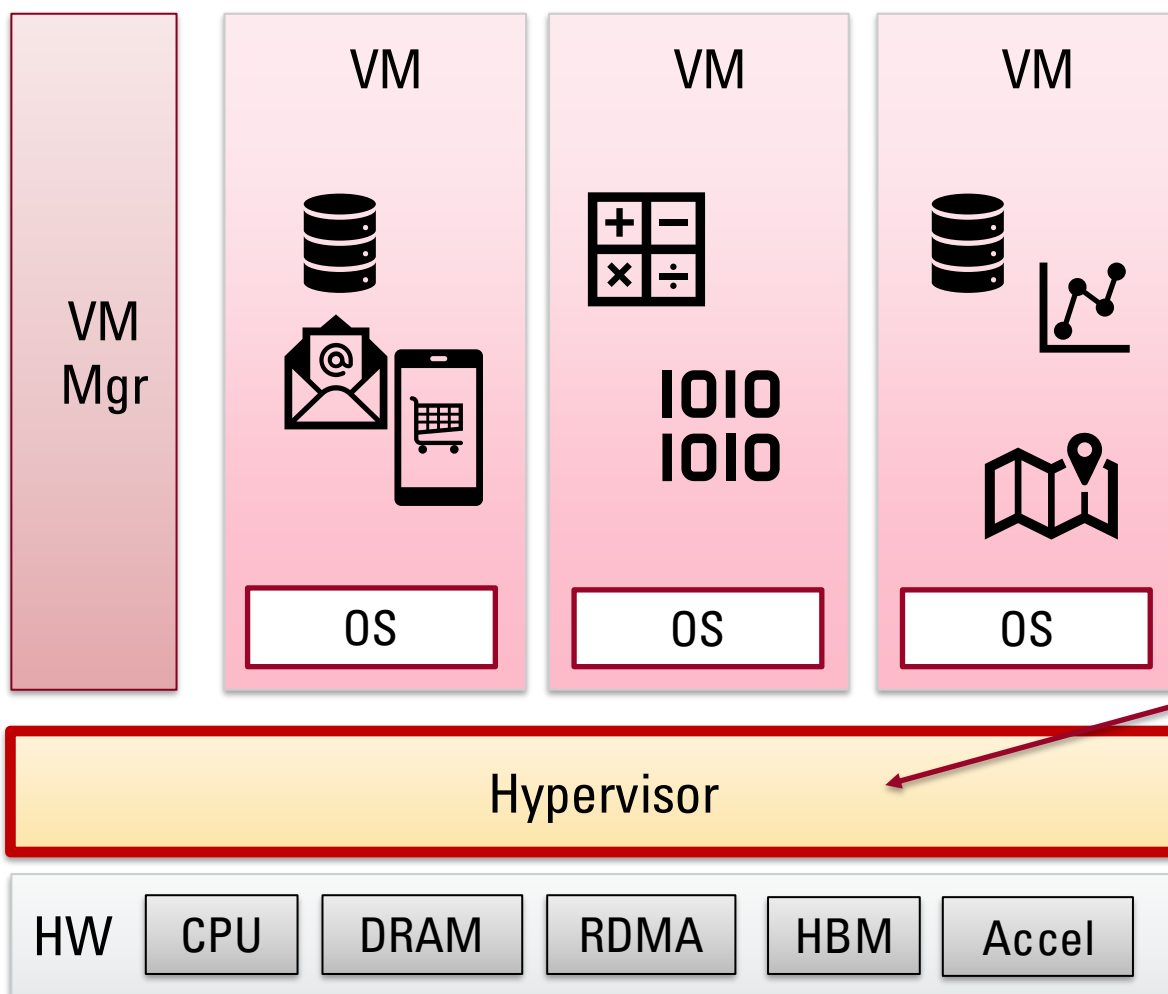 VM
Mgr
VM
@
OS
VM
+ −
× ÷
1010
1010
OS
VM
OS
Hypervisor
HW CPU DRAM RDMA HBM Accel